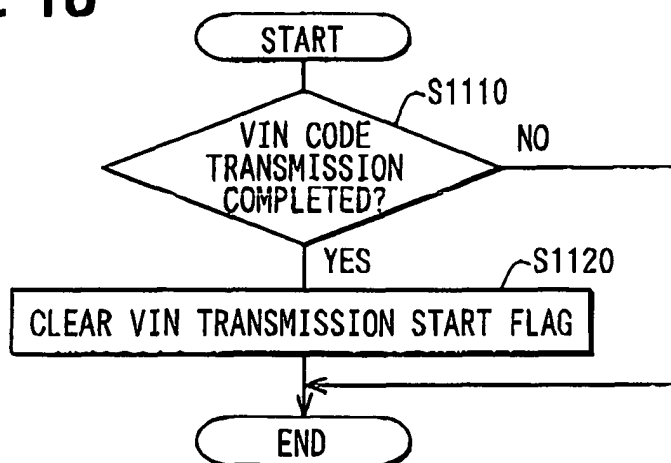 START
S1110
VIN CODE
TRANSMISSION
COMPLETED?
NO
YES
S1120
CLEAR VIN TRANSMISSION START FLAG
END